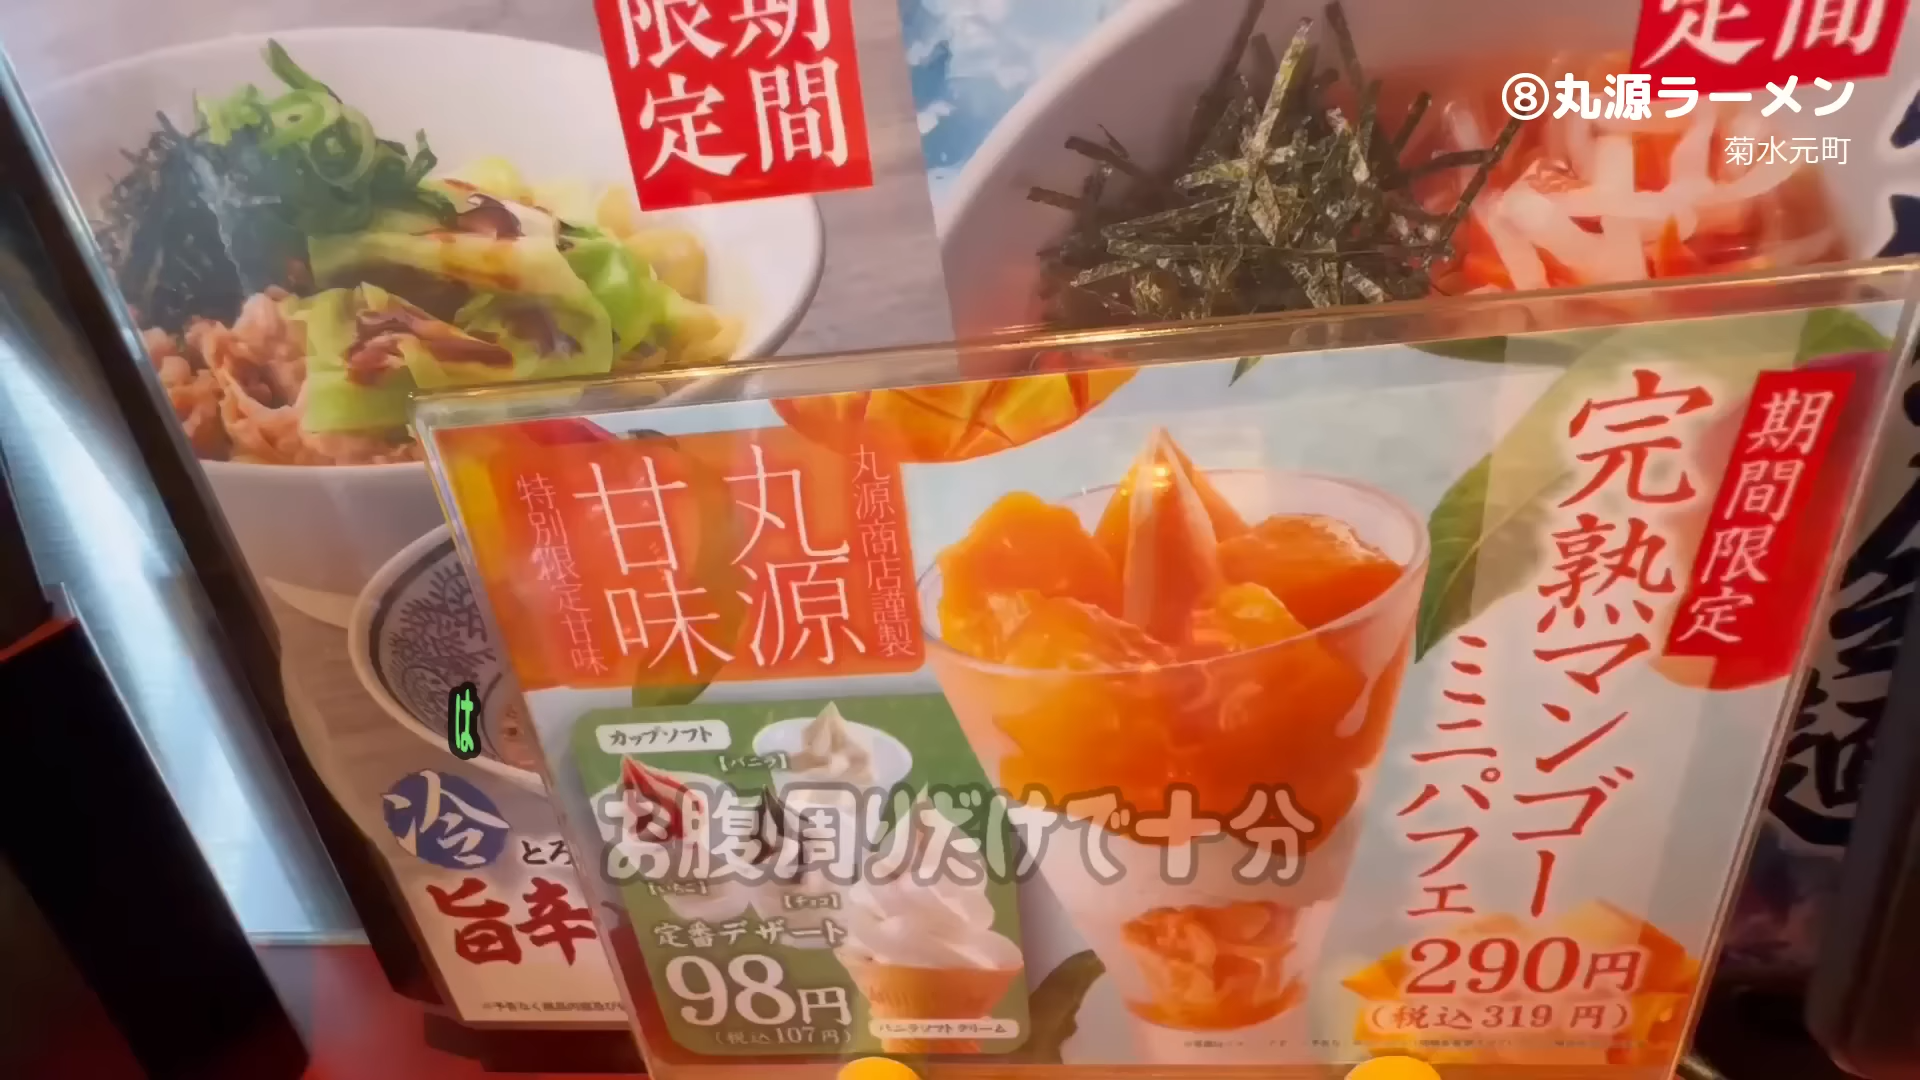 期間
限定
定間
⑧丸源ラーメン
菊水元町
期間限定
完熟マンゴー
ミニパフェ
290円
(税込319円)
丸源商店謹製
丸源
甘味
特別限定甘味
カップソフト
【バニラ】
【いちご】
【チョコ】
定番デザート
98円
(税込107円)
バニラソフトクリーム
は
お腹周りだけで十分
冷
とろ
旨辛